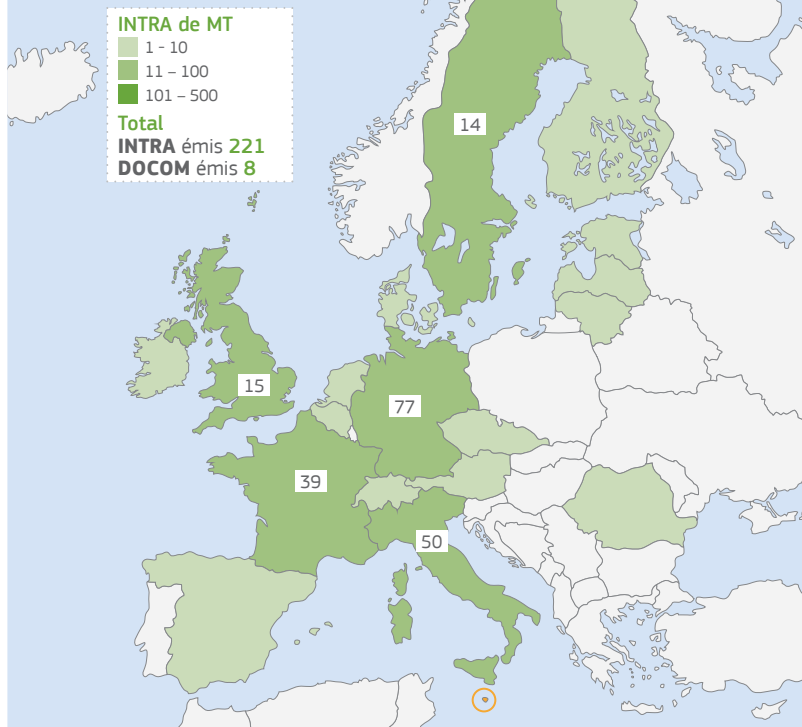 INTRA de MT
1 - 10
11 – 100
101 – 500
Total
INTRA émis 221
DOCOM émis 8
14
15
77
39
50